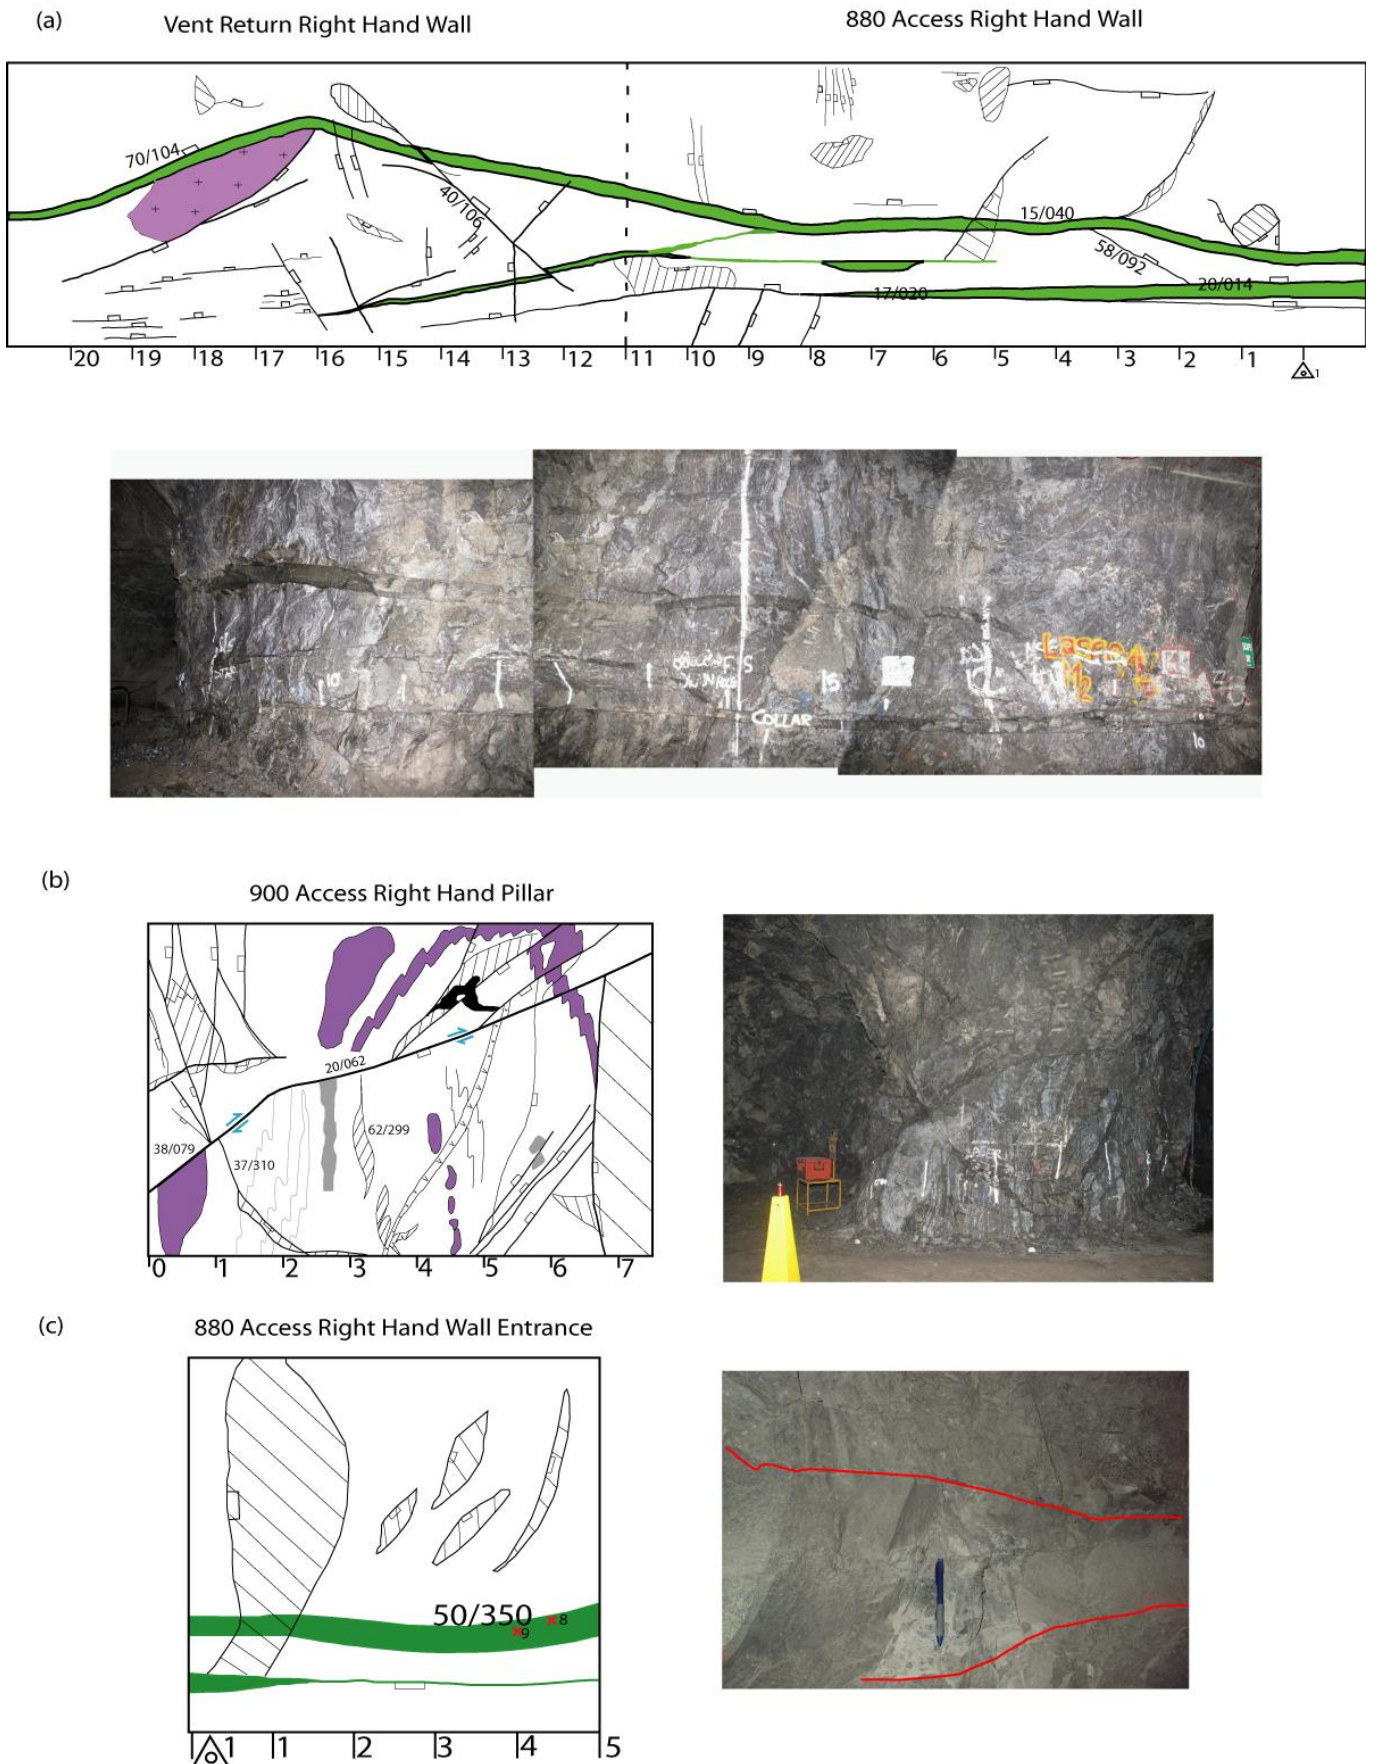 (a)
Vent Return Right Hand Wall
880 Access Right Hand Wall
70/104
40/106
15/040
58/092
17/020
20/014
20 19 18 17 16 15 14 13 12 11 10 9 8 7 6 5 4 3 2 1
1
10
15
COLLAR
10
(b)
900 Access Right Hand Pillar
20/062
38/079
37/310
62/299
0 1 2 3 4 5 6 7
(c)
880 Access Right Hand Wall Entrance
50/350
8
9
1 1 2 3 4 5